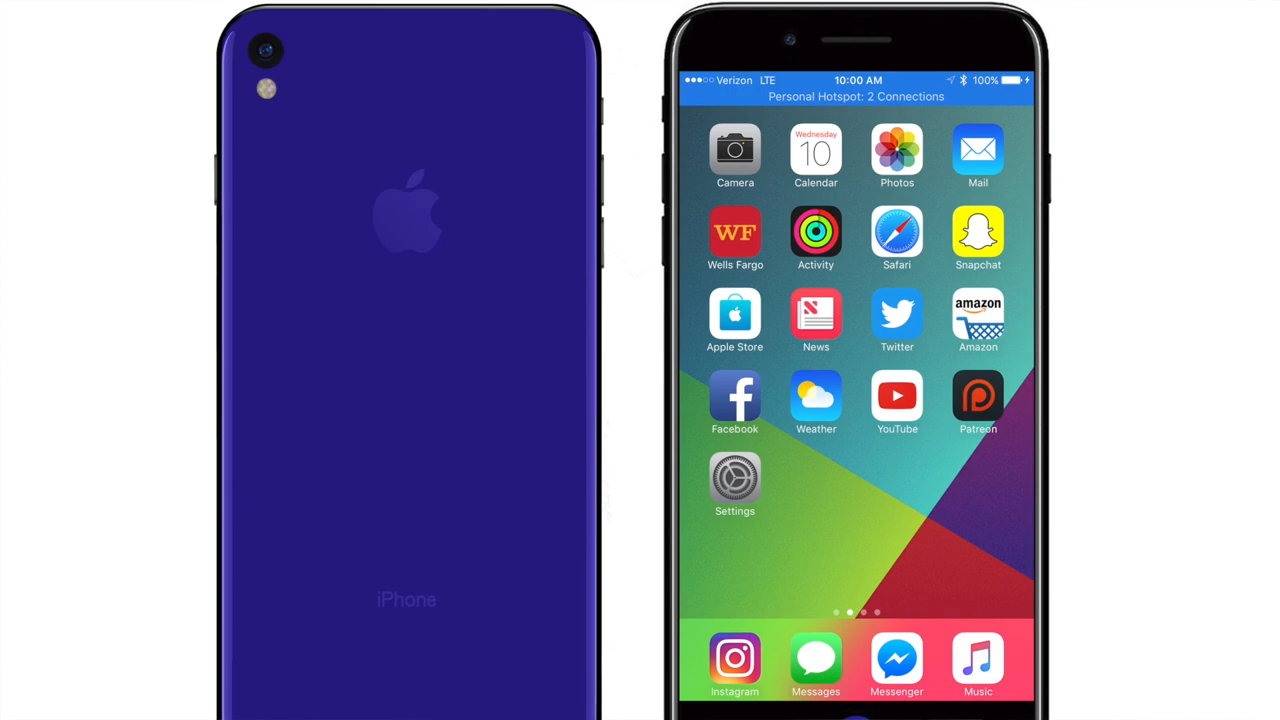 Verizon LTE 10:00 AM 100%
Personal Hotspot: 2 Connections
Wednesday
10
Camera Calendar Photos Mail
WF
Wells Fargo Activity Safari Snapchat
amazon
Apple Store News Twitter Amazon
Facebook Weather YouTube Patreon
Settings
iPhone
Instagram Messages Messenger Music